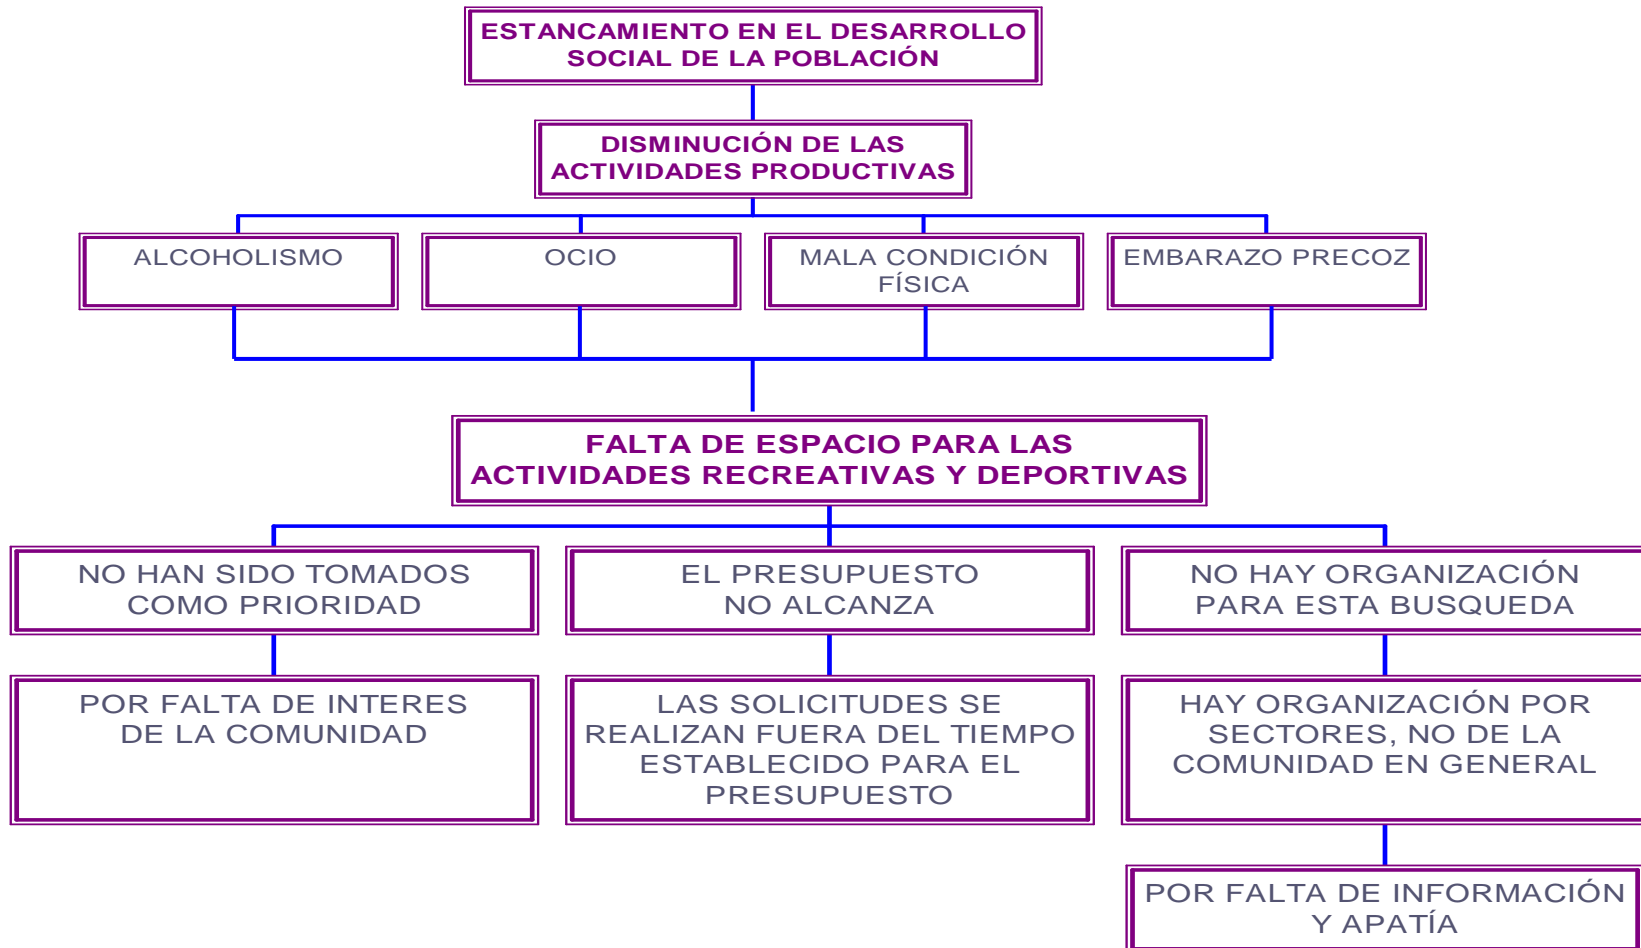 ESTANCAMIENTO EN EL DESARROLLO
SOCIAL DE LA POBLACIÓN
DISMINUCIÓN DE LAS
ACTIVIDADES PRODUCTIVAS
ALCOHOLISMO
OCIO
MALA CONDICIÓN
FÍSICA
EMBARAZO PRECOZ
FALTA DE ESPACIO PARA LAS
ACTIVIDADES RECREATIVAS Y DEPORTIVAS
NO HAN SIDO TOMADOS
COMO PRIORIDAD
EL PRESUPUESTO
NO ALCANZA
NO HAY ORGANIZACIÓN
PARA ESTA BUSQUEDA
POR FALTA DE INTERES
DE LA COMUNIDAD
LAS SOLICITUDES SE
REALIZAN FUERA DEL TIEMPO
ESTABLECIDO PARA EL
PRESUPUESTO
HAY ORGANIZACIÓN POR
SECTORES, NO DE LA
COMUNIDAD EN GENERAL
POR FALTA DE INFORMACIÓN
Y APATÍA